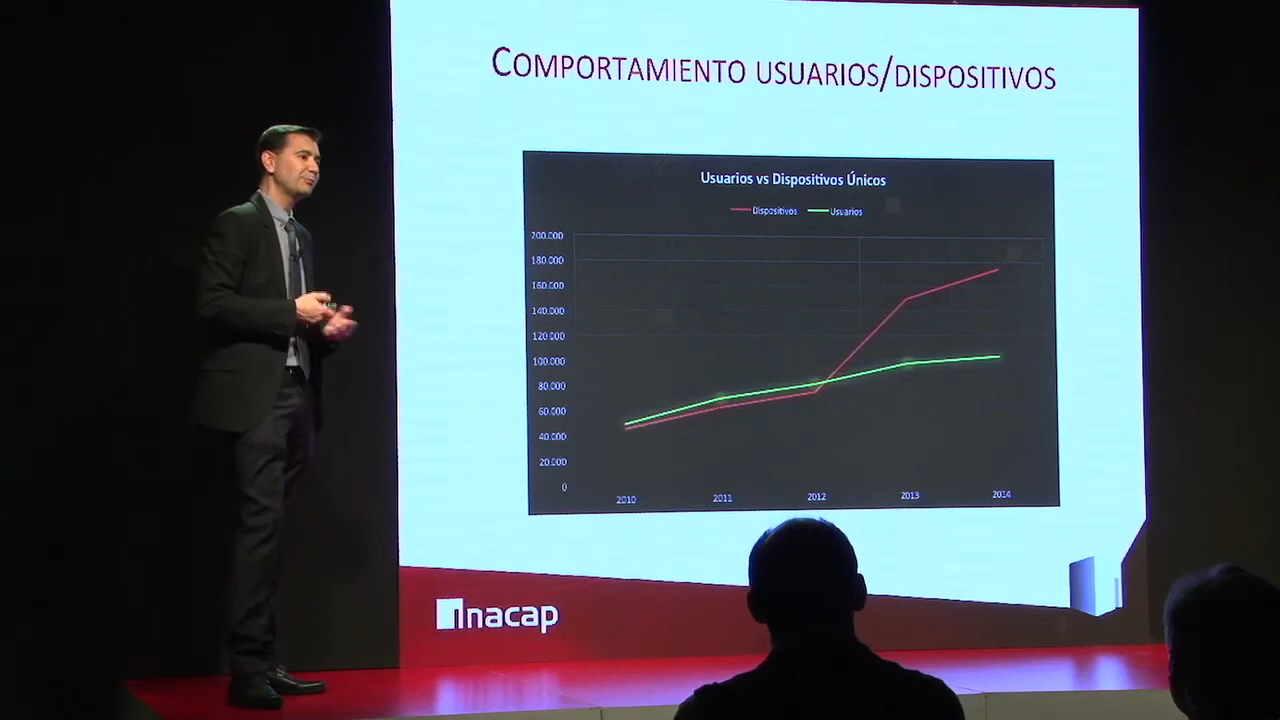 COMPORTAMIENTO USUARIOS/DISPOSITIVOS
Usuarios vs Dispositivos Únicos
Dispositivos Usuarios
200.000
180.000
160.000
140.000
120.000
100.000
80.000
60.000
40.000
20.000
0
2010 2011 2012 2013 2014
Inacap